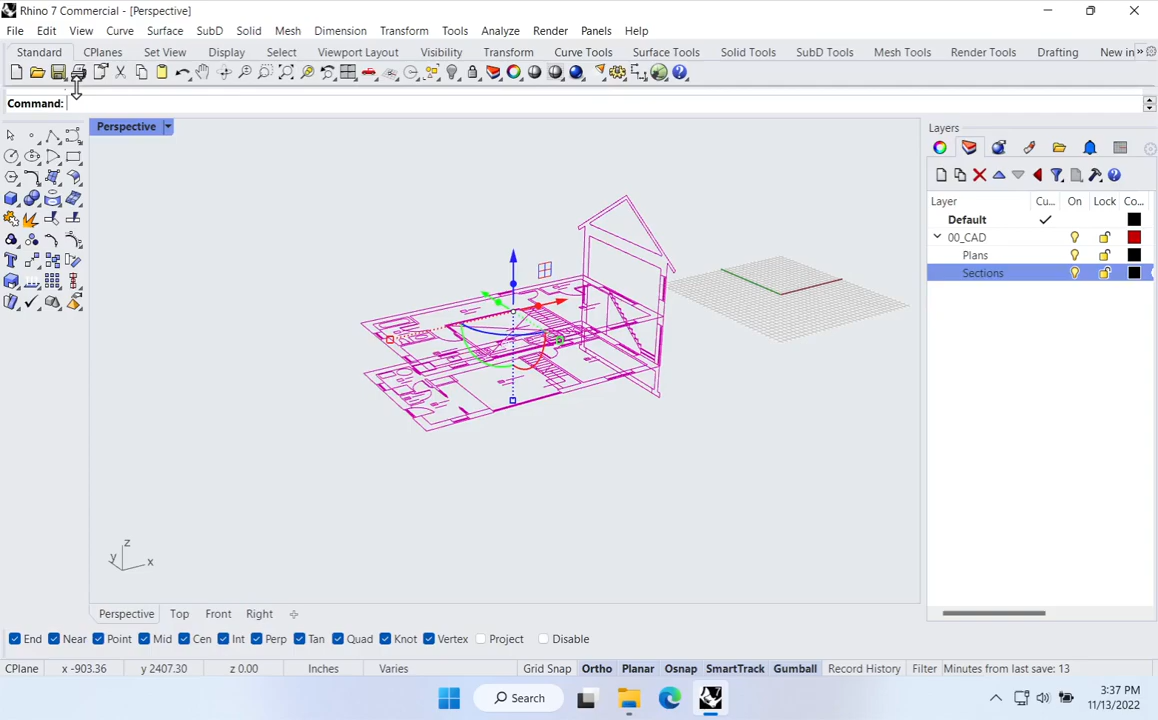 Rhino 7 Commercial - [Perspective]
File Edit View Curve Surface SubD Solid Mesh Dimension Transform Tools Analyze Render Panels Help
Standard CPlanes Set View Display Select Viewport Layout Visibility Transform Curve Tools Surface Tools Solid Tools SubD Tools Mesh Tools Render Tools Drafting New in
Command:
Perspective
Layers
Layer Cu... On Lock Co...
Default
00_CAD
Plans
Sections
z
y
x
Perspective Top Front Right
End Near Point Mid Cen Int Perp Tan Quad Knot Vertex Project Disable
CPlane x -903.36 y 2407.30 z 0.00 Inches Varies Grid Snap Ortho Planar Osnap SmartTrack Gumball Record History Filter Minutes from last save: 13
Search
3:37 PM
11/13/2022